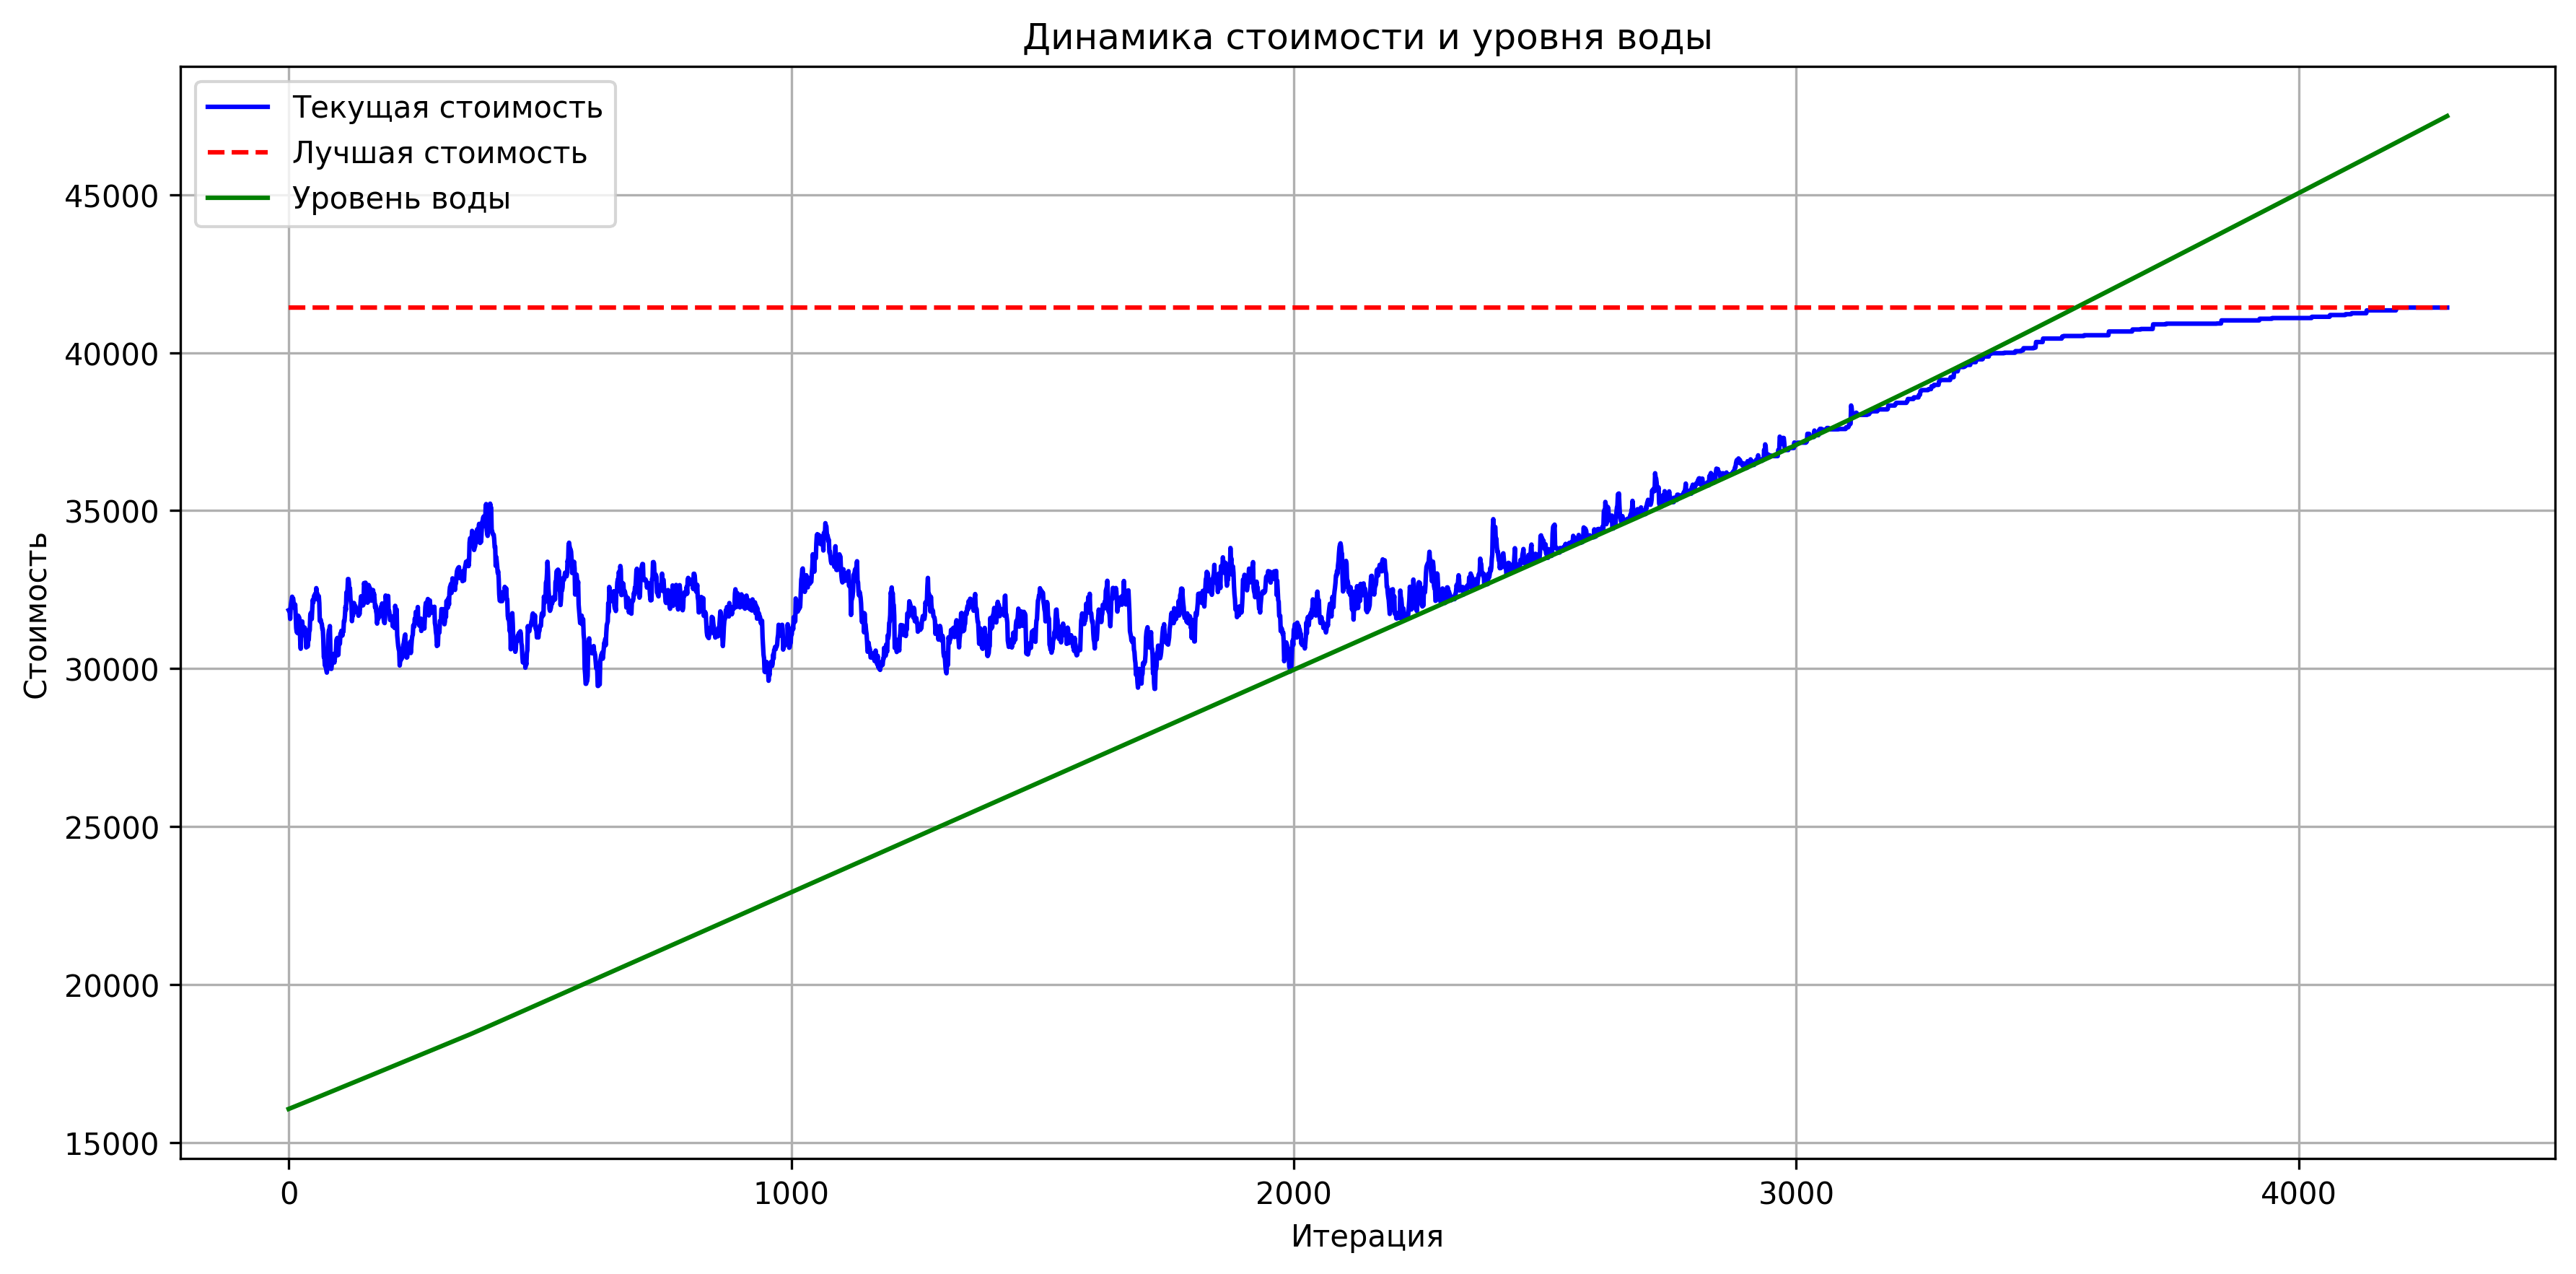 Динамика стоимости и уровня воды
Текущая стоимость
Лучшая стоимость
Уровень воды
Стоимость
45000
40000
35000
30000
25000
20000
15000
0 1000 2000 3000 4000
Итерация